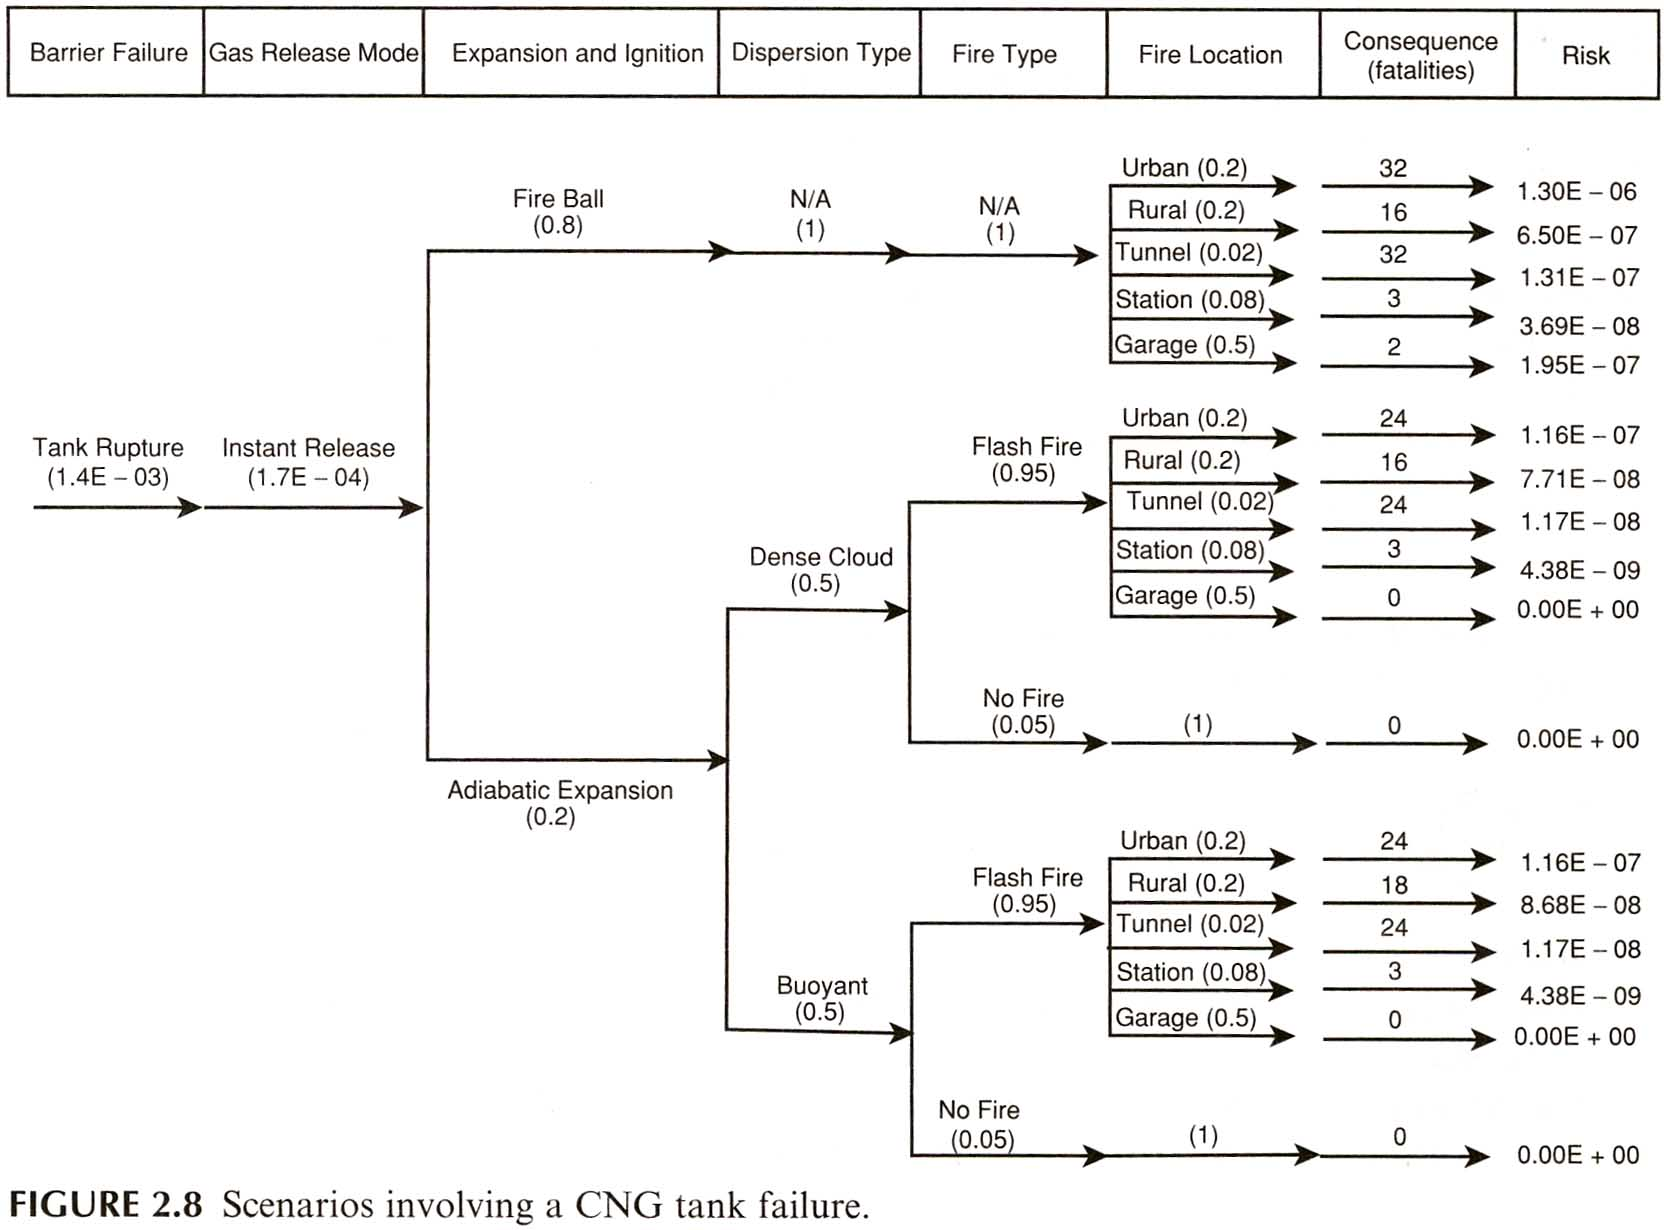 Barrier Failure
Gas Release Mode
Expansion and Ignition
Dispersion Type
Fire Type
Fire Location
Consequence
(fatalities)
Risk
Tank Rupture
(1.4E – 03)
Instant Release
(1.7E – 04)
Fire Ball
(0.8)
N/A
(1)
N/A
(1)
Urban (0.2) 32 1.30E – 06
Rural (0.2) 16 6.50E – 07
Tunnel (0.02) 32 1.31E – 07
Station (0.08) 3 3.69E – 08
Garage (0.5) 2 1.95E – 07
Adiabatic Expansion
(0.2)
Dense Cloud
(0.5)
Flash Fire
(0.95)
Urban (0.2) 24 1.16E – 07
Rural (0.2) 16 7.71E – 08
Tunnel (0.02) 24 1.17E – 08
Station (0.08) 3 4.38E – 09
Garage (0.5) 0 0.00E + 00
No Fire
(0.05) (1) 0 0.00E + 00
Buoyant
(0.5)
Flash Fire
(0.95)
Urban (0.2) 24 1.16E – 07
Rural (0.2) 18 8.68E – 08
Tunnel (0.02) 24 1.17E – 08
Station (0.08) 3 4.38E – 09
Garage (0.5) 0 0.00E + 00
No Fire
(0.05) (1) 0 0.00E + 00
FIGURE 2.8 Scenarios involving a CNG tank failure.